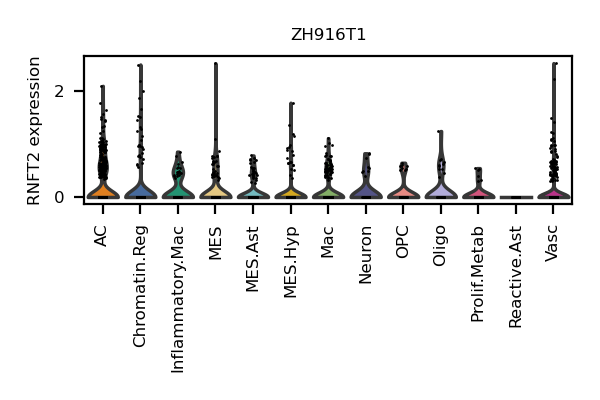 ZH916T1
RNFT2 expression
2
0
AC
Chromatin.Reg
Inflammatory.Mac
MES
MES.Ast
MES.Hyp
Mac
Neuron
OPC
Oligo
Prolif.Metab
Reactive.Ast
Vasc